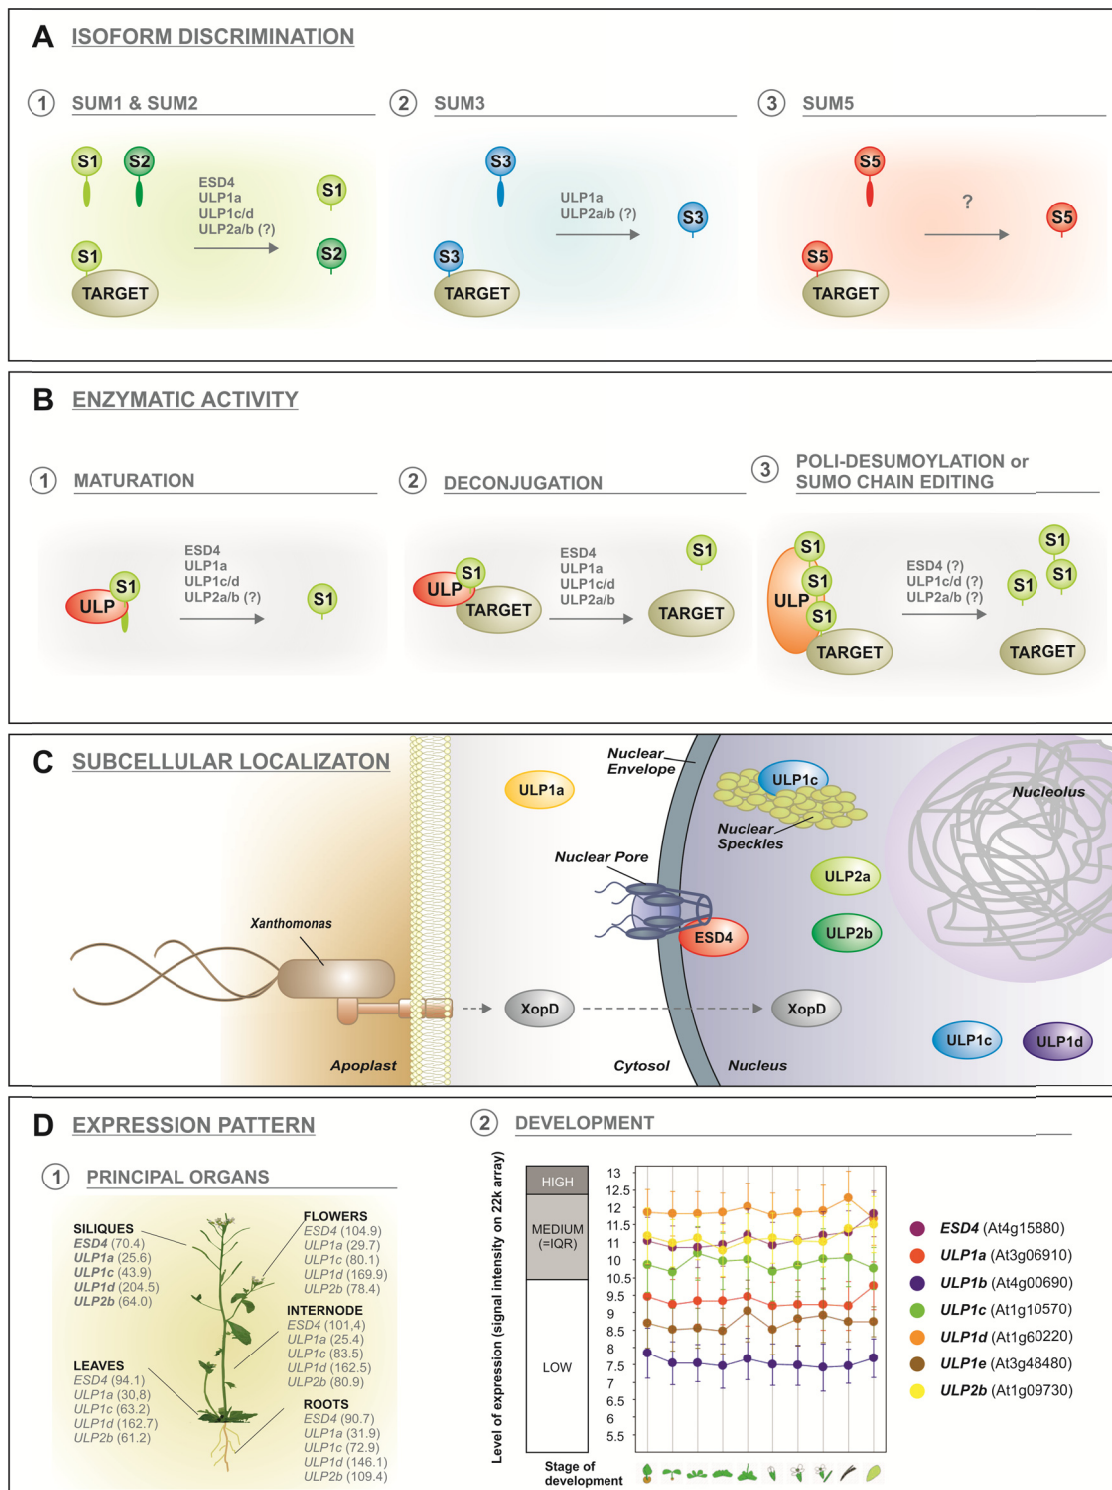 A ISOFORM DISCRIMINATION
1 SUM1 & SUM2
S1 S2
ESD4
ULP1a
ULP1c/d
ULP2a/b (?)
S1
S2
S1
TARGET
2 SUM3
S3
ULP1a
ULP2a/b (?)
S3
S3
TARGET
3 SUM5
S5
?
S5
S5
TARGET
B ENZYMATIC ACTIVITY
1 MATURATION
ESD4
ULP1a
ULP1c/d
ULP2a/b (?)
S1
ULP
S1
2 DECONJUGATION
ESD4
ULP1a
ULP1c/d
ULP2a/b
S1
S1
ULP
TARGET
TARGET
3 POLI-DESUMOYLATION or
SUMO CHAIN EDITING
S1
S1
S1
ULP
TARGET
ESD4 (?)
ULP1c/d (?)
ULP2a/b (?)
S1
S1
S1
TARGET
C SUBCELLULAR LOCALIZATON
Nuclear
Envelope
ULP1a
ULP1c
Nucleolus
Nuclear
Speckles
Nuclear Pore
ULP2a
Xanthomonas
ESD4
ULP2b
XopD
XopD
ULP1c
ULP1d
Apoplast
Cytosol
Nucleus
D EXPRESSION PATTERN
1 PRINCIPAL ORGANS
SILIQUES
ESD4 (70.4)
ULP1a (25.6)
ULP1c (43.9)
ULP1d (204.5)
ULP2b (64.0)
FLOWERS
ESD4 (104.9)
ULP1a (29.7)
ULP1c (80.1)
ULP1d (169.9)
ULP2b (78.4)
INTERNODE
ESD4 (101,4)
ULP1a (25.4)
ULP1c (83.5)
ULP1d (162.5)
ULP2b (80.9)
LEAVES
ESD4 (94.1)
ULP1a (30,8)
ULP1c (63.2)
ULP1d (162.7)
ULP2b (61.2)
ROOTS
ESD4 (90.7)
ULP1a (31.9)
ULP1c (72.9)
ULP1d (146.1)
ULP2b (109.4)
2 DEVELOPMENT
Level of expression (signal intensity on 22k array)
HIGH
MEDIUM
(=IQR)
LOW
13
12.5
12
11.5
11
10
10.5
9.5
9
8.5
8
7.5
7
6.5
6
5.5
Stage of
development
ESD4 (At4g15880)
ULP1a (At3g06910)
ULP1b (At4g00690)
ULP1c (At1g10570)
ULP1d (At1g60220)
ULP1e (At3g48480)
ULP2b (At1g09730)